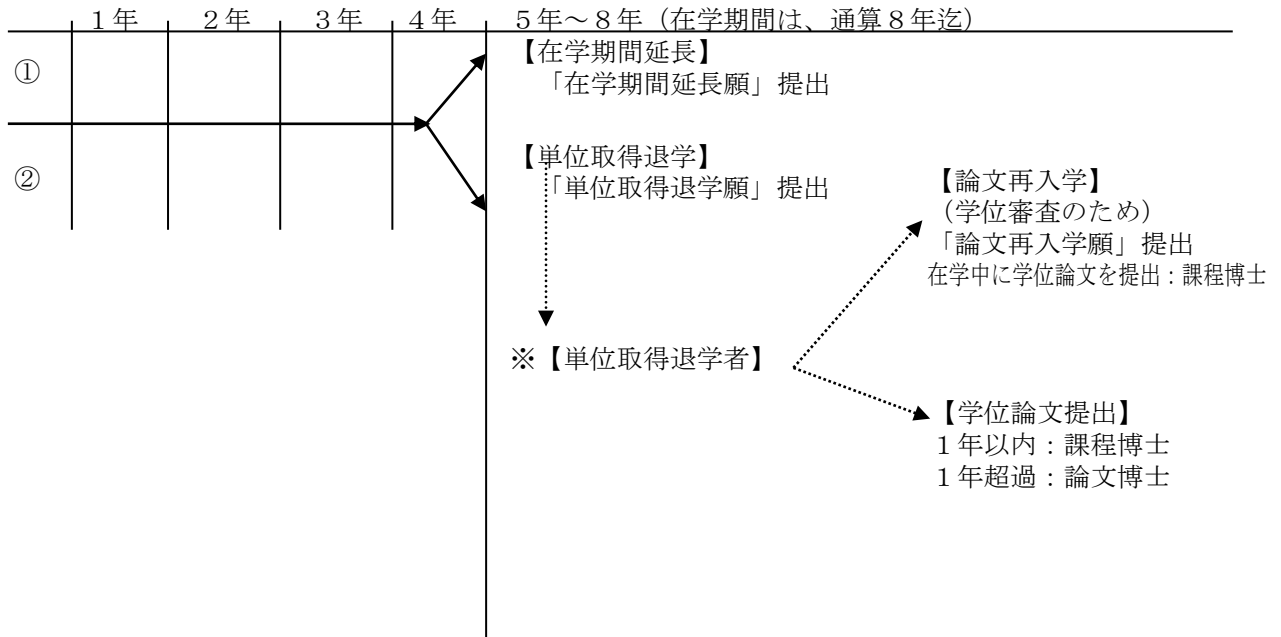 １年 ２年 ３年 ４年 ５年～８年（在学期間は、通算８年迄）
①
【在学期間延長】
「在学期間延長願」提出
②
【単位取得退学】
「単位取得退学願」提出
※【単位取得退学者】
【論文再入学】
（学位審査のため）
「論文再入学願」提出
在学中に学位論文を提出：課程博士
【学位論文提出】
１年以内：課程博士
１年超過：論文博士